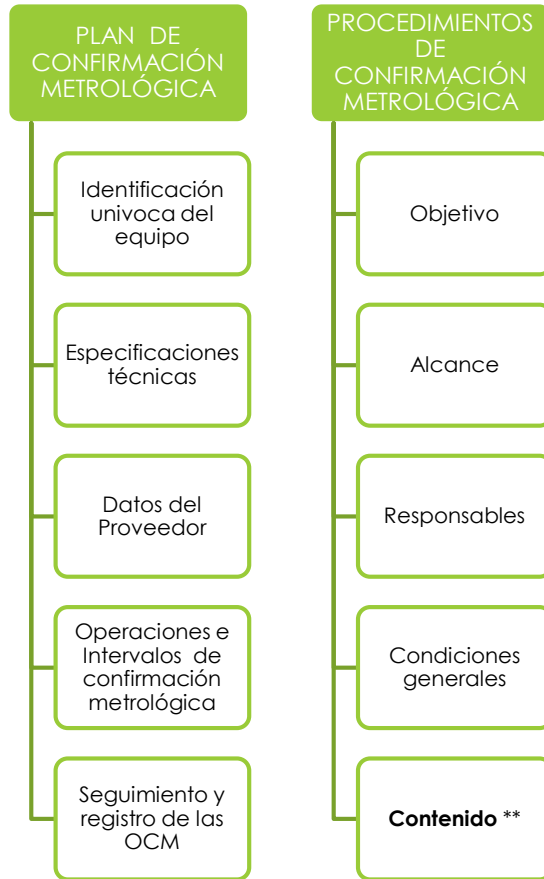 PLAN DE
CONFIRMACIÓN
METROLÓGICA
Identificación
univoca del
equipo
Especificaciones
técnicas
Datos del
Proveedor
Operaciones e
Intervalos de
confirmación
metrológica
Seguimiento y
registro de las
OCM
PROCEDIMIENTOS
DE
CONFIRMACIÓN
METROLÓGICA
Objetivo
Alcance
Responsables
Condiciones
generales
Contenido **